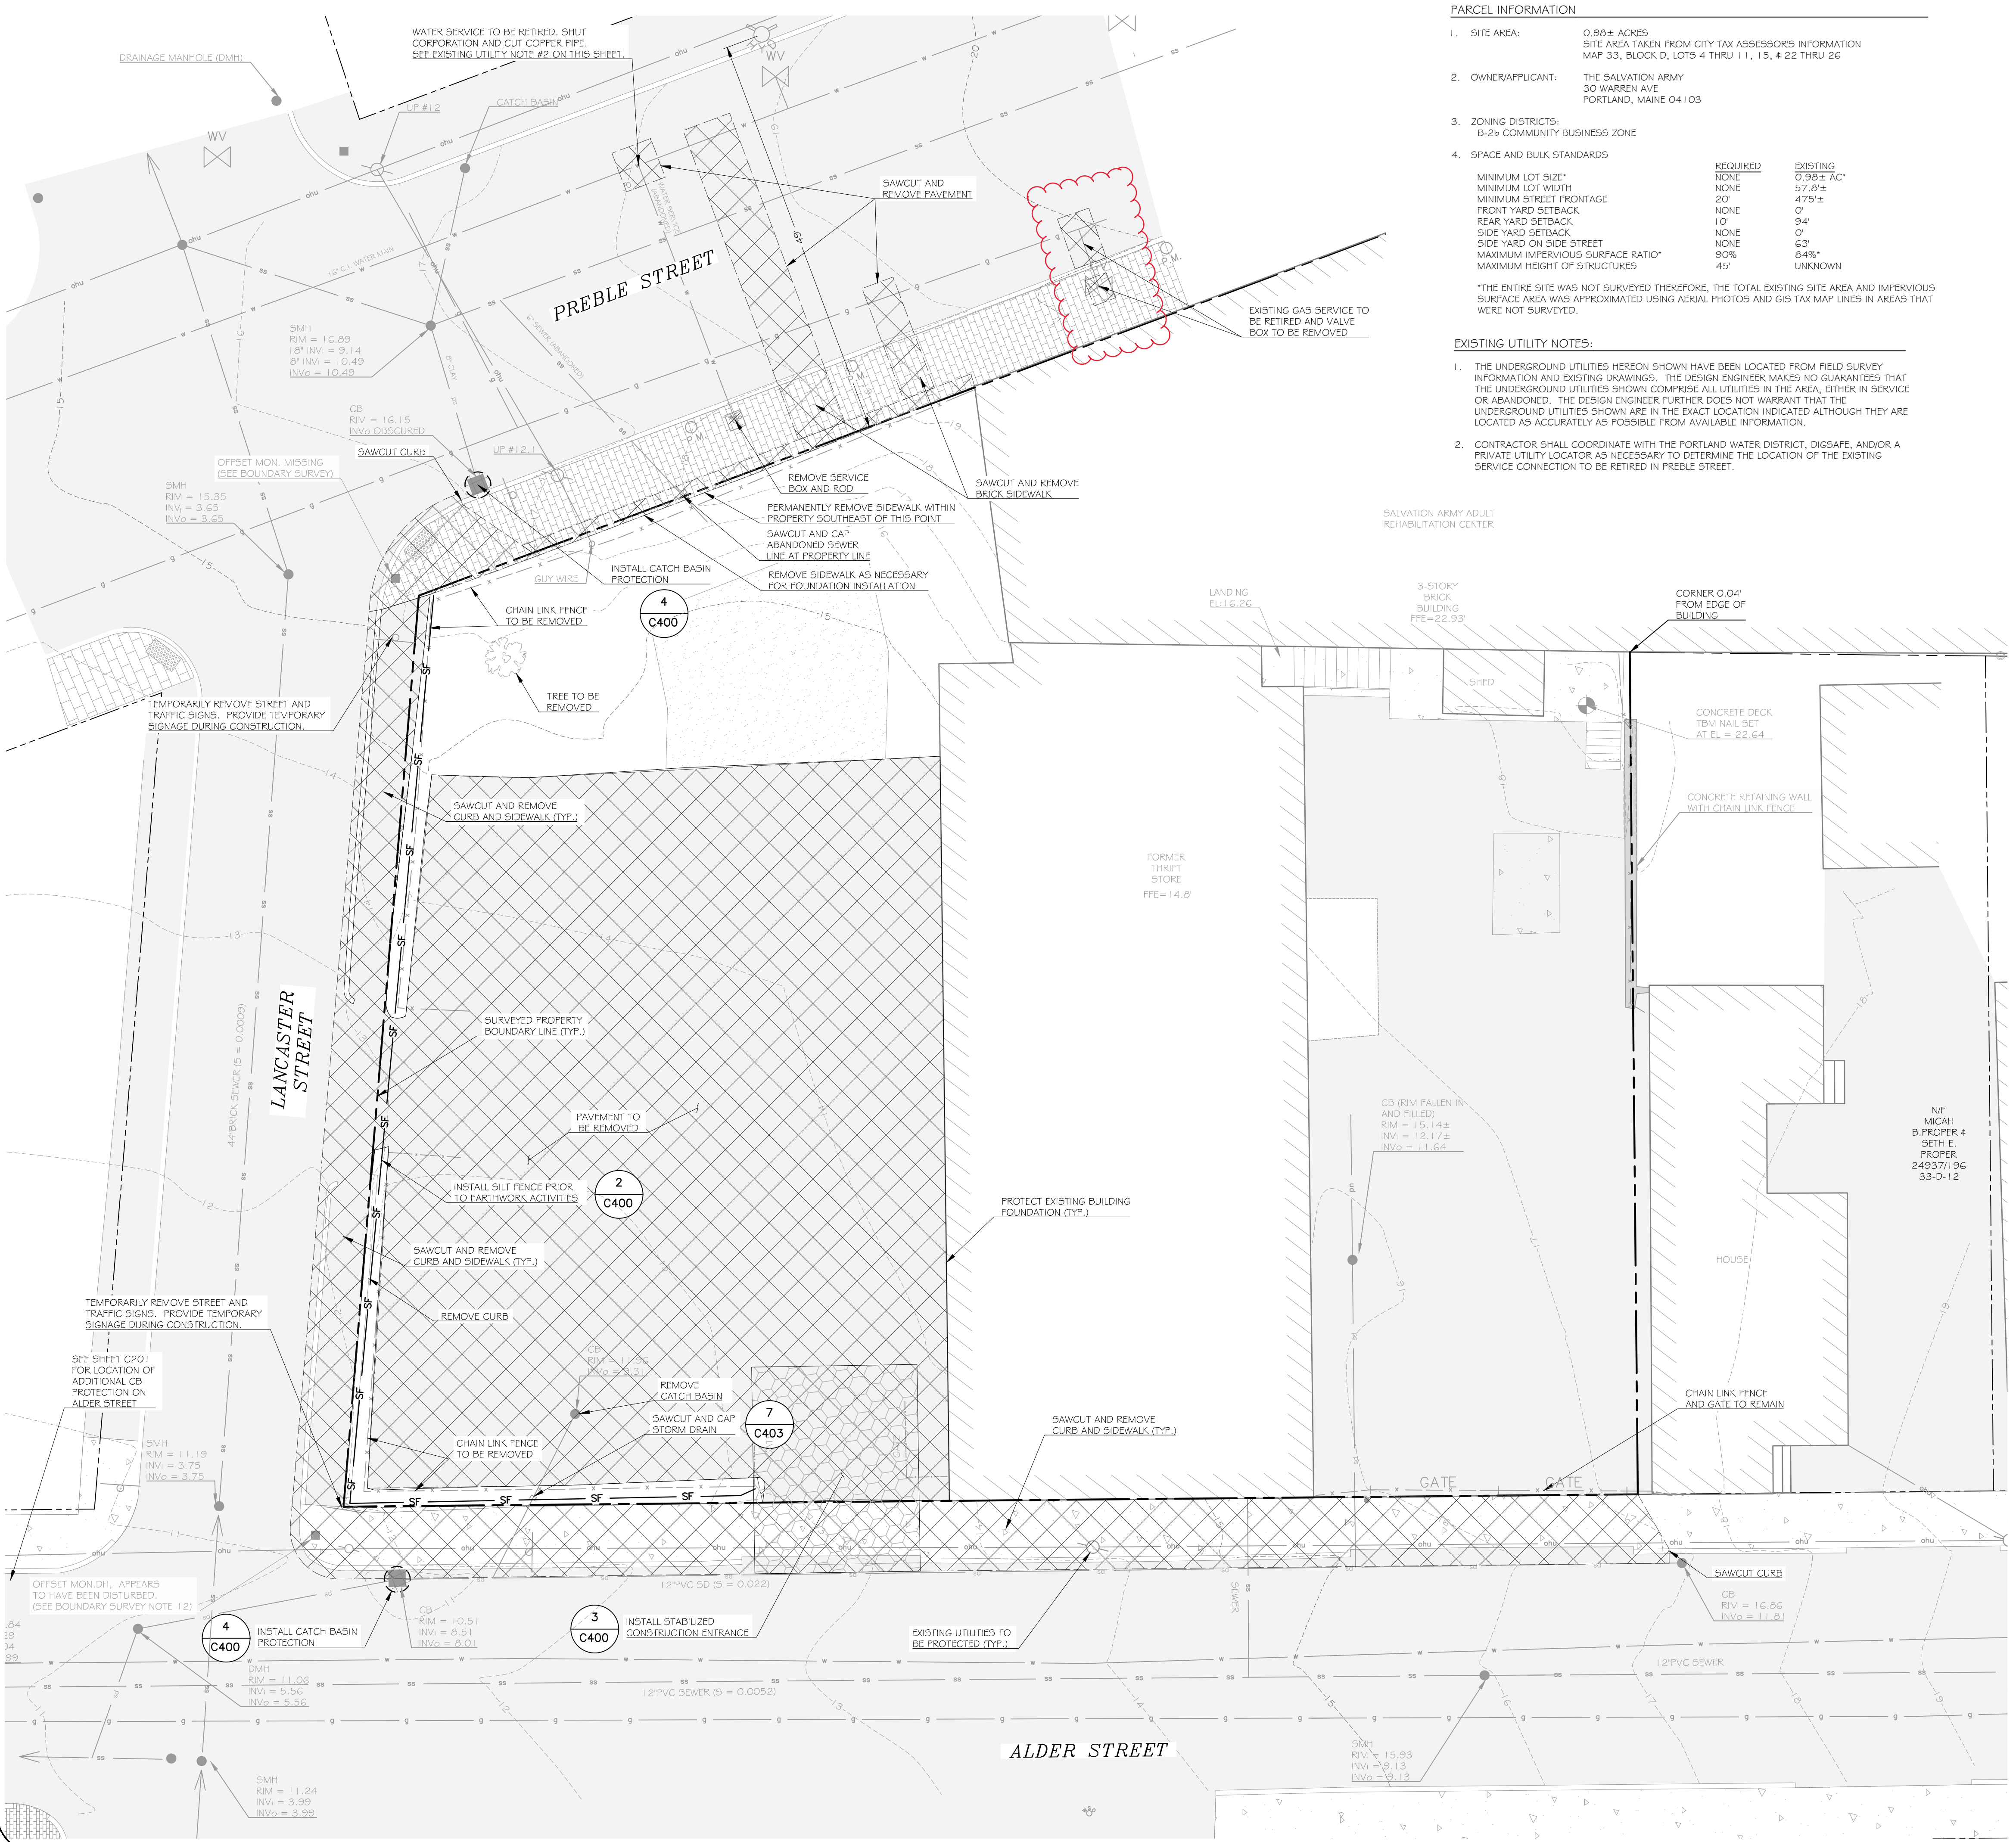 PARCEL INFORMATION
1. SITE AREA: 0.98± ACRES
SITE AREA TAKEN FROM CITY TAX ASSESSOR'S INFORMATION
MAP 33, BLOCK D, LOTS 4 THRU 11, 15, & 22 THRU 26
2. OWNER/APPLICANT: THE SALVATION ARMY
30 WARREN AVE
PORTLAND, MAINE 04103
3. ZONING DISTRICTS:
B-2b COMMUNITY BUSINESS ZONE
4. SPACE AND BULK STANDARDS
REQUIRED EXISTING
MINIMUM LOT SIZE* NONE 0.98± AC*
MINIMUM LOT WIDTH NONE 57.8'±
MINIMUM STREET FRONTAGE 20' 475'±
FRONT YARD SETBACK NONE 0'
REAR YARD SETBACK 10' 94'
SIDE YARD SETBACK NONE 0'
SIDE YARD ON SIDE STREET NONE 63'
MAXIMUM IMPERVIOUS SURFACE RATIO* 90% 84%*
MAXIMUM HEIGHT OF STRUCTURES 45' UNKNOWN
*THE ENTIRE SITE WAS NOT SURVEYED THEREFORE, THE TOTAL EXISTING SITE AREA AND IMPERVIOUS
SURFACE AREA WAS APPROXIMATED USING AERIAL PHOTOS AND GIS TAX MAP LINES IN AREAS THAT
WERE NOT SURVEYED.
EXISTING UTILITY NOTES:
1. THE UNDERGROUND UTILITIES HEREON SHOWN HAVE BEEN LOCATED FROM FIELD SURVEY
INFORMATION AND EXISTING DRAWINGS. THE DESIGN ENGINEER MAKES NO GUARANTEES THAT
THE UNDERGROUND UTILITIES SHOWN COMPRISE ALL UTILITIES IN THE AREA, EITHER IN SERVICE
OR ABANDONED. THE DESIGN ENGINEER FURTHER DOES NOT WARRANT THAT THE
UNDERGROUND UTILITIES SHOWN ARE IN THE EXACT LOCATION INDICATED ALTHOUGH THEY ARE
LOCATED AS ACCURATELY AS POSSIBLE FROM AVAILABLE INFORMATION.
2. CONTRACTOR SHALL COORDINATE WITH THE PORTLAND WATER DISTRICT, DIGSAFE, AND/OR A
PRIVATE UTILITY LOCATOR AS NECESSARY TO DETERMINE THE LOCATION OF THE EXISTING
SERVICE CONNECTION TO BE RETIRED IN PREBLE STREET.
WATER SERVICE TO BE RETIRED. SHUT
CORPORATION AND CUT COPPER PIPE.
SEE EXISTING UTILITY NOTE #2 ON THIS SHEET.
DRAINAGE MANHOLE (DMH)
UP #12
CATCH BASIN
WV
WV
SAWCUT AND
REMOVE PAVEMENT
WATER SERVICE
(ABANDONED)
16" C.I. WATER MAIN
PREBLE STREET
49'
6" SEWER (ABANDONED)
8" CLAY
P.M.
P.M.
P.M.
EXISTING GAS SERVICE TO
BE RETIRED AND VALVE
BOX TO BE REMOVED
SMH
RIM = 16.89
18" INVi = 9.14
8" INVi = 10.49
INVo = 10.49
CB
RIM = 16.15
INVo OBSCURED
SAWCUT CURB
UP #12.1
OFFSET MON. MISSING
(SEE BOUNDARY SURVEY)
SMH
RIM = 15.35
INVi = 3.65
INVo = 3.65
REMOVE SERVICE
BOX AND ROD
SAWCUT AND REMOVE
BRICK SIDEWALK
PERMANENTLY REMOVE SIDEWALK WITHIN
PROPERTY SOUTHEAST OF THIS POINT
SAWCUT AND CAP
ABANDONED SEWER
LINE AT PROPERTY LINE
REMOVE SIDEWALK AS NECESSARY
FOR FOUNDATION INSTALLATION
INSTALL CATCH BASIN
PROTECTION
GUY WIRE
4
C400
CHAIN LINK FENCE
TO BE REMOVED
TREE TO BE
REMOVED
SALVATION ARMY ADULT
REHABILITATION CENTER
3-STORY
BRICK
BUILDING
FFE=22.93'
LANDING
EL:16.26
CORNER 0.04'
FROM EDGE OF
BUILDING
SHED
CONCRETE DECK
TBM NAIL SET
AT EL = 22.64
CONCRETE RETAINING WALL
WITH CHAIN LINK FENCE
TEMPORARILY REMOVE STREET AND
TRAFFIC SIGNS. PROVIDE TEMPORARY
SIGNAGE DURING CONSTRUCTION.
SAWCUT AND REMOVE
CURB AND SIDEWALK (TYP.)
FORMER
THRIFT
STORE
FFE=14.8'
LANCASTER
STREET
44"BRICK SEWER (S = 0.0009)
SURVEYED PROPERTY
BOUNDARY LINE (TYP.)
PAVEMENT TO
BE REMOVED
CB (RIM FALLEN IN
AND FILLED)
RIM = 15.14±
INVi = 12.17±
INVo = 11.64
N/F
MICAH
B.PROPER &
SETH E.
PROPER
24937/196
33-D-12
INSTALL SILT FENCE PRIOR
TO EARTHWORK ACTIVITIES
2
C400
PROTECT EXISTING BUILDING
FOUNDATION (TYP.)
SAWCUT AND REMOVE
CURB AND SIDEWALK (TYP.)
HOUSE
TEMPORARILY REMOVE STREET AND
TRAFFIC SIGNS. PROVIDE TEMPORARY
SIGNAGE DURING CONSTRUCTION.
REMOVE CURB
SEE SHEET C201
FOR LOCATION OF
ADDITIONAL CB
PROTECTION ON
ALDER STREET
CB
RIM = 11.96
INVo = 9.31
REMOVE
CATCH BASIN
SAWCUT AND CAP
STORM DRAIN
7
C403
CHAIN LINK FENCE
TO BE REMOVED
SAWCUT AND REMOVE
CURB AND SIDEWALK (TYP.)
CHAIN LINK FENCE
AND GATE TO REMAIN
SMH
RIM = 11.19
INVi = 3.75
INVo = 3.75
GATE
GATE
SAWCUT CURB
OFFSET MON.DH, APPEARS
TO HAVE BEEN DISTURBED.
(SEE BOUNDARY SURVEY NOTE 12)
12"PVC SD (S = 0.022)
SEWER
CB
RIM = 16.86
INVo = 11.81
4
C400
INSTALL CATCH BASIN
PROTECTION
CB
RIM = 10.51
INVi = 8.51
INVo = 8.01
3
C400
INSTALL STABILIZED
CONSTRUCTION ENTRANCE
EXISTING UTILITIES TO
BE PROTECTED (TYP.)
DMH
RIM = 11.06
INVi = 5.56
INVo = 5.56
12"PVC SEWER (S = 0.0052)
12"PVC SEWER
ALDER STREET
SMH
RIM = 15.93
INVi = 9.13
INVo = 9.13
SMH
RIM = 11.24
INVi = 3.99
INVo = 3.99